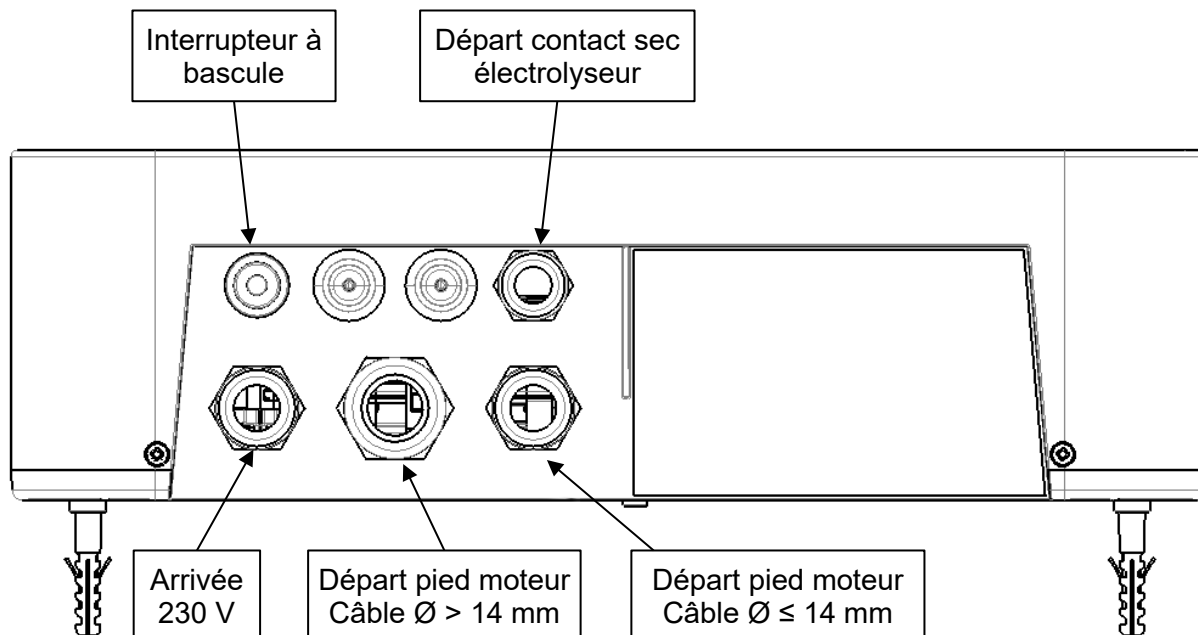 Interrupteur à
bascule
Départ contact sec
électrolyseur
Arrivée
230 V
Départ pied moteur
Câble Ø > 14 mm
Départ pied moteur
Câble Ø ≤ 14 mm